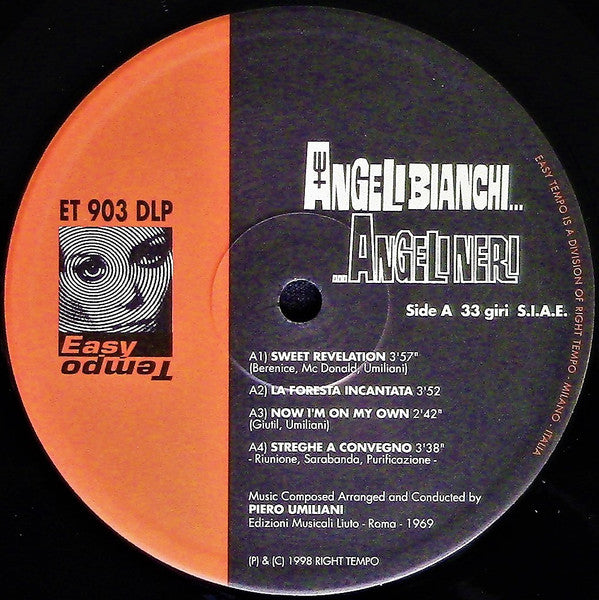 ET 903 DLP
Easy
Tempo
ANGELI BIANCHI...
...ANGELI NERI
Side A 33 giri S.I.A.E.
A1) SWEET REVELATION 3'57"
(Berenice, Mc Donald, Umiliani)
A2) LA FORESTA INCANTATA 3'52
A3) NOW I'M ON MY OWN 2'42"
(Giutil, Umiliani)
A4) STREGHE A CONVEGNO 3'38"
- Riunione, Sarabanda, Purificazione -
Music Composed Arranged and Conducted by
PIERO UMILIANI
Edizioni Musicali Liuto - Roma - 1969
(P) & (C) 1998 RIGHT TEMPO
EASY TEMPO IS A DIVISION OF RIGHT TEMPO - MILANO - ITALIA